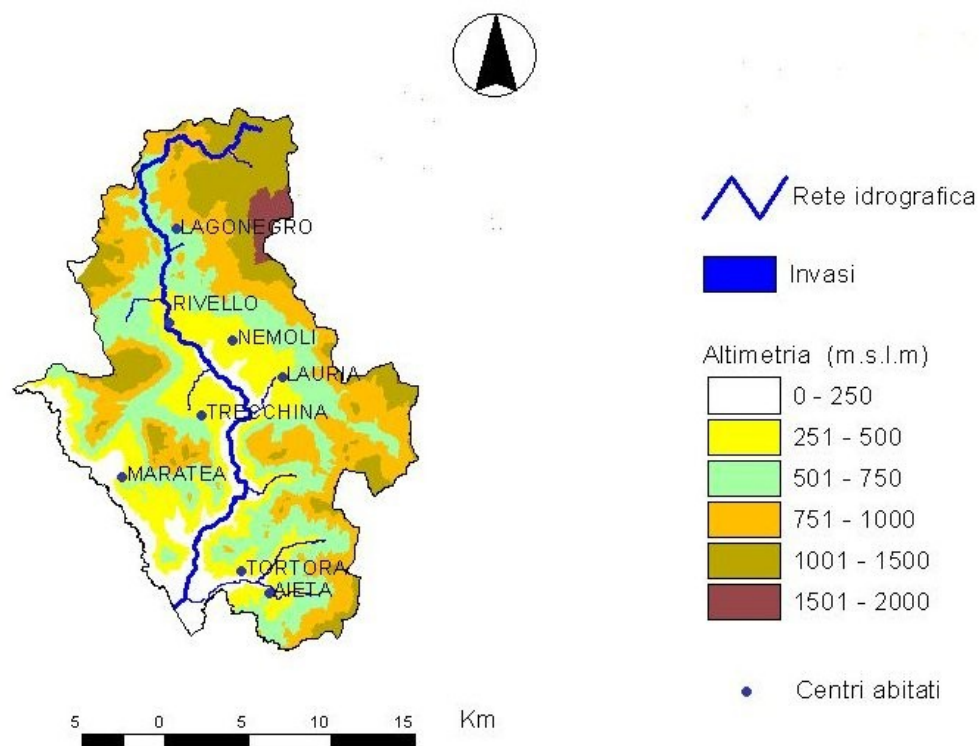 LAGONEGRO
RIVELLO
NEMOLI
LAURIA
TRECCHINA
MARATEA
TORTORA
AIETA
Rete idrografica
Invasi
Altimetria (m.s.l.m)
0 - 250
251 - 500
501 - 750
751 - 1000
1001 - 1500
1501 - 2000
Centri abitati
5 0 5 10 15 Km